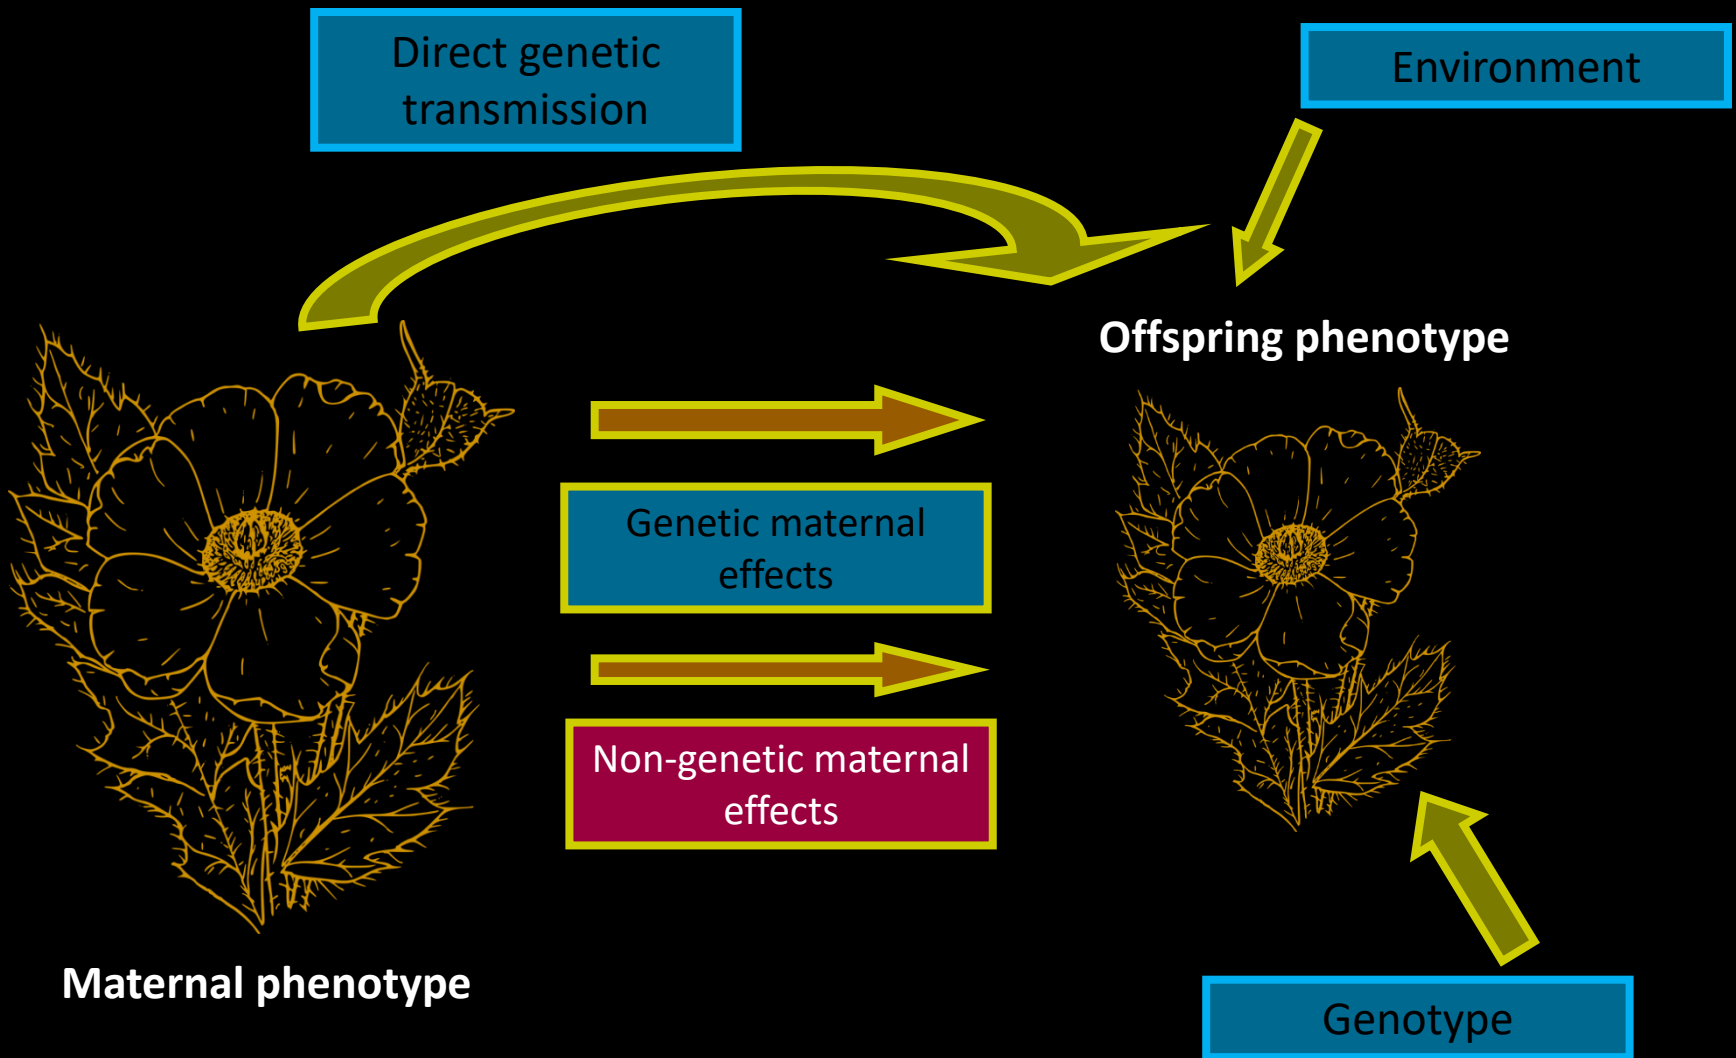 Direct genetic
transmission
Environment
Offspring phenotype
Genetic maternal
effects
Non-genetic maternal
effects
Maternal phenotype
Genotype